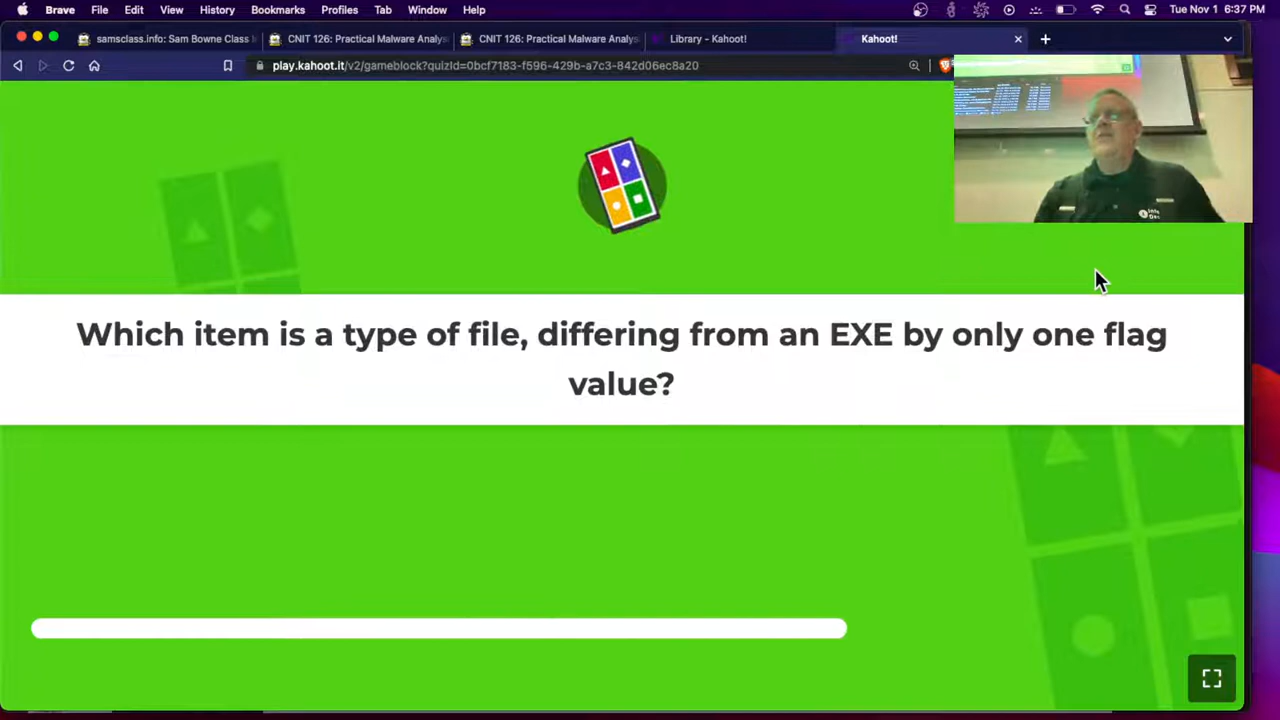 Brave File Edit View History Bookmarks Profiles Tab Window Help Tue Nov 1 6:37 PM
samsclass.info: Sam Bowne Class I CNIT 126: Practical Malware Analys CNIT 126: Practical Malware Analys Library - Kahoot! Kahoot!
play.kahoot.it/v2/gameblock?quizId=0bcf7183-f596-429b-a7c3-842d06ec8a20
Which item is a type of file, differing from an EXE by only one flag
value?